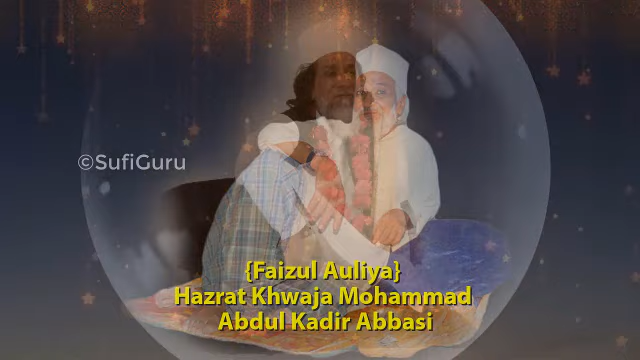 ©SufiGuru
{Faizul Auliya}
Hazrat Khwaja Mohammad
Abdul Kadir Abbasi